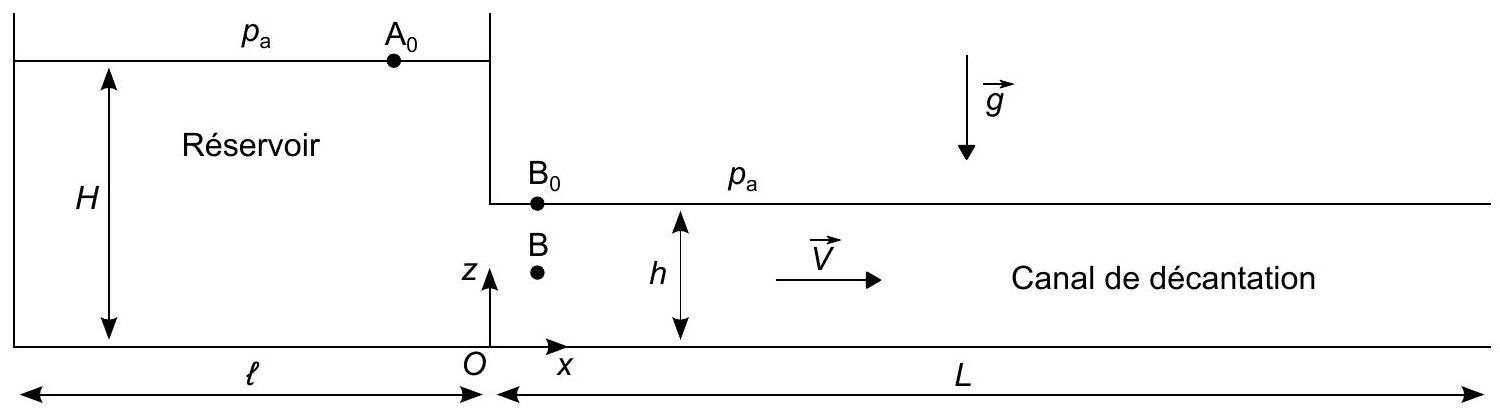 pa
A0
g
Réservoir
H
B0
pa
B
z
V
h
Canal de décantation
O
x
ℓ
L